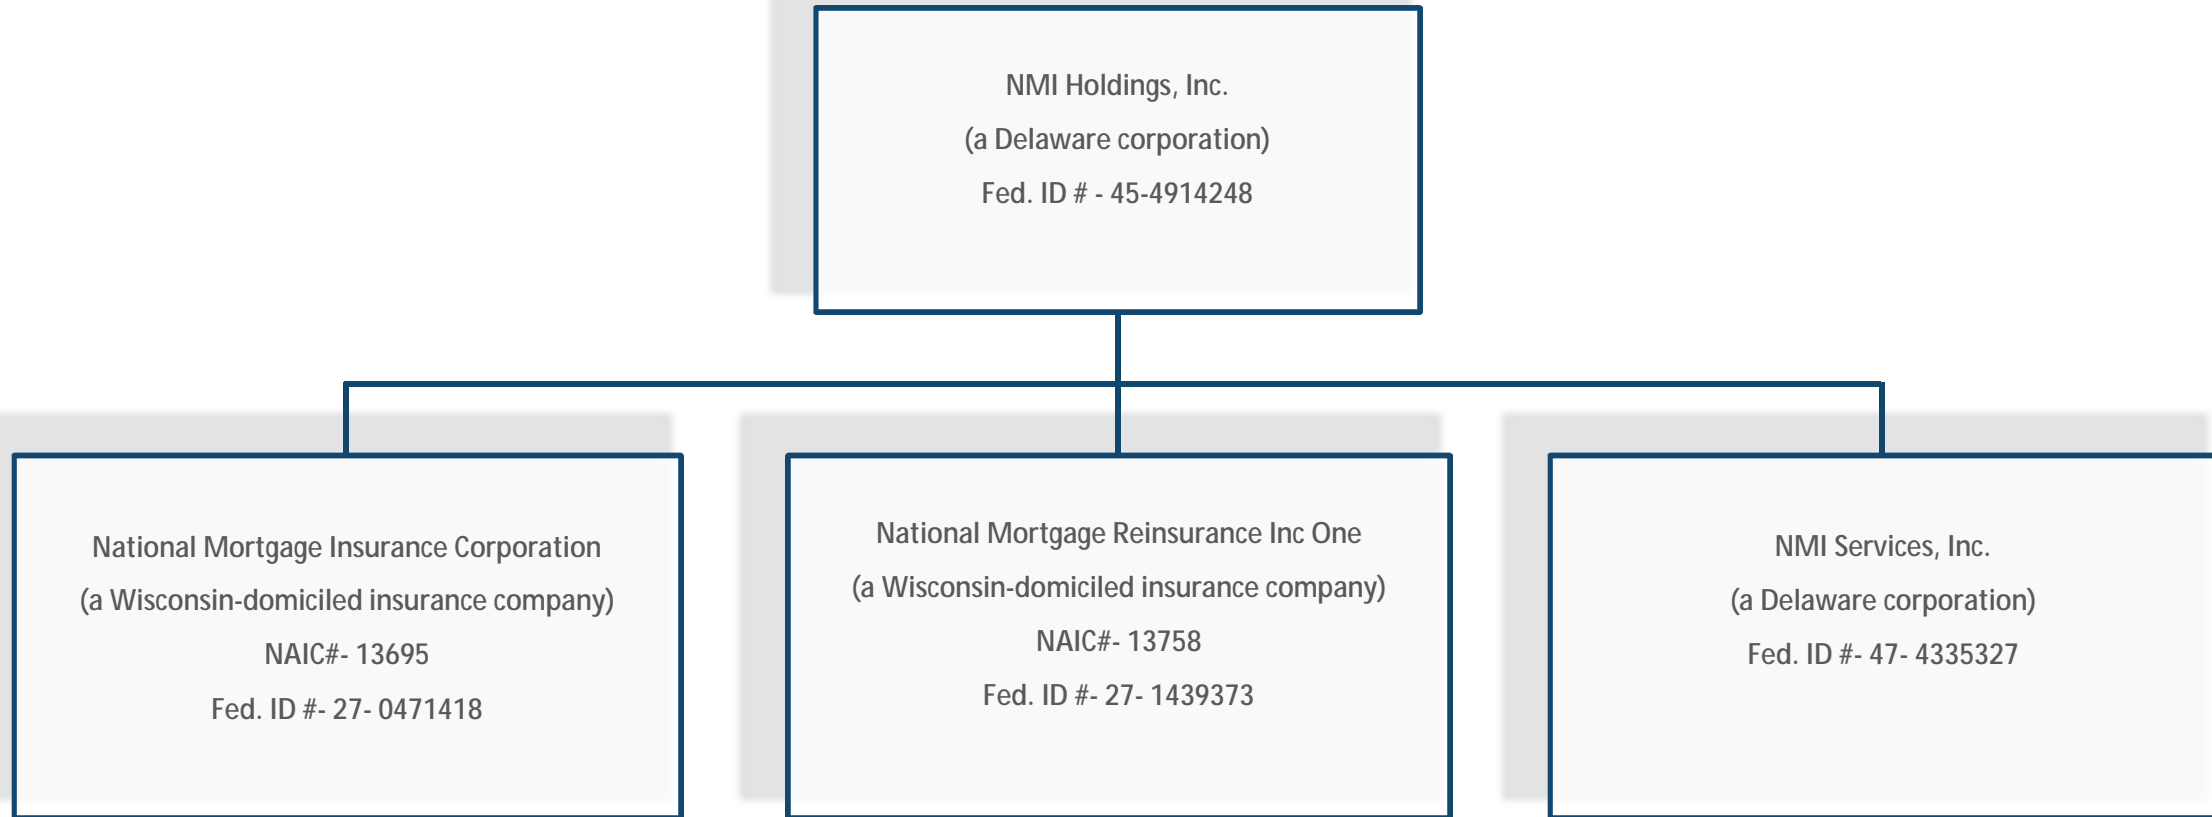 NMI Holdings, Inc.
(a Delaware corporation)
Fed. ID # - 45-4914248
National Mortgage Insurance Corporation
(a Wisconsin-domiciled insurance company)
NAIC#- 13695
Fed. ID #- 27- 0471418
National Mortgage Reinsurance Inc One
(a Wisconsin-domiciled insurance company)
NAIC#- 13758
Fed. ID #- 27- 1439373
NMI Services, Inc.
(a Delaware corporation)
Fed. ID #- 47- 4335327